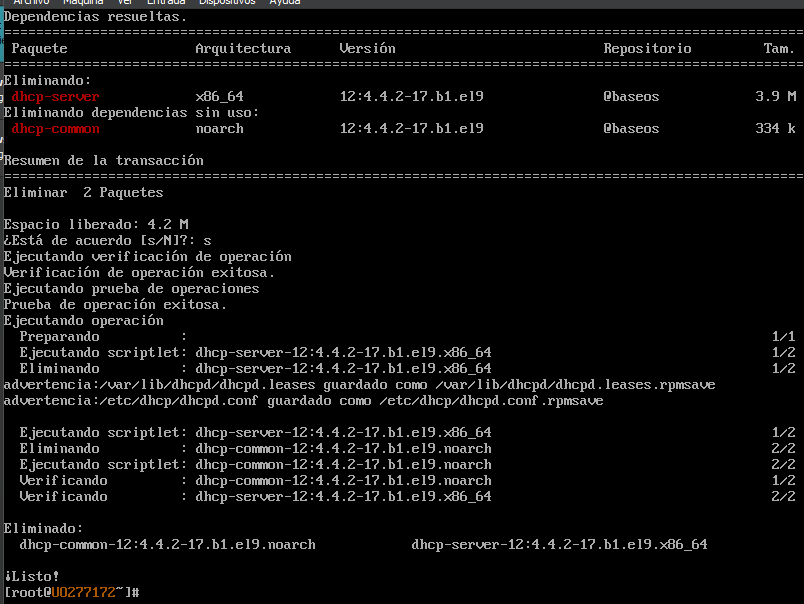 Archivo Máquina Ver Entrada Dispositivos Ayuda
Dependencias resueltas.
================================================================================
Paquete Arquitectura Versión Repositorio Tam.
================================================================================
Eliminando:
dhcp-server x86_64 12:4.4.2-17.b1.el9 @baseos 3.9 M
Eliminando dependencias sin uso:
dhcp-common noarch 12:4.4.2-17.b1.el9 @baseos 334 k
Resumen de la transacción
================================================================================
Eliminar 2 Paquetes
Espacio liberado: 4.2 M
¿Está de acuerdo [s/N]?: s
Ejecutando verificación de operación
Verificación de operación exitosa.
Ejecutando prueba de operaciones
Prueba de operación exitosa.
Ejecutando operación
Preparando : 1/1
Ejecutando scriptlet: dhcp-server-12:4.4.2-17.b1.el9.x86_64 1/2
Eliminando : dhcp-server-12:4.4.2-17.b1.el9.x86_64 1/2
advertencia:/var/lib/dhcpd/dhcpd.leases guardado como /var/lib/dhcpd/dhcpd.leases.rpmsave
advertencia:/etc/dhcp/dhcpd.conf guardado como /etc/dhcp/dhcpd.conf.rpmsave
Ejecutando scriptlet: dhcp-server-12:4.4.2-17.b1.el9.x86_64 1/2
Eliminando : dhcp-common-12:4.4.2-17.b1.el9.noarch 2/2
Ejecutando scriptlet: dhcp-common-12:4.4.2-17.b1.el9.noarch 2/2
Verificando : dhcp-common-12:4.4.2-17.b1.el9.noarch 1/2
Verificando : dhcp-server-12:4.4.2-17.b1.el9.x86_64 2/2
Eliminado:
dhcp-common-12:4.4.2-17.b1.el9.noarch dhcp-server-12:4.4.2-17.b1.el9.x86_64
¡Listo!
[root@UO277172~]#